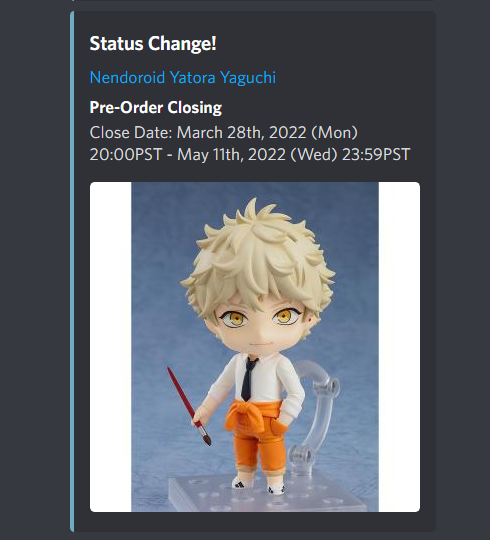 Status Change!
Nendoroid Yatora Yaguchi
Pre-Order Closing
Close Date: March 28th, 2022 (Mon)
20:00PST - May 11th, 2022 (Wed) 23:59PST